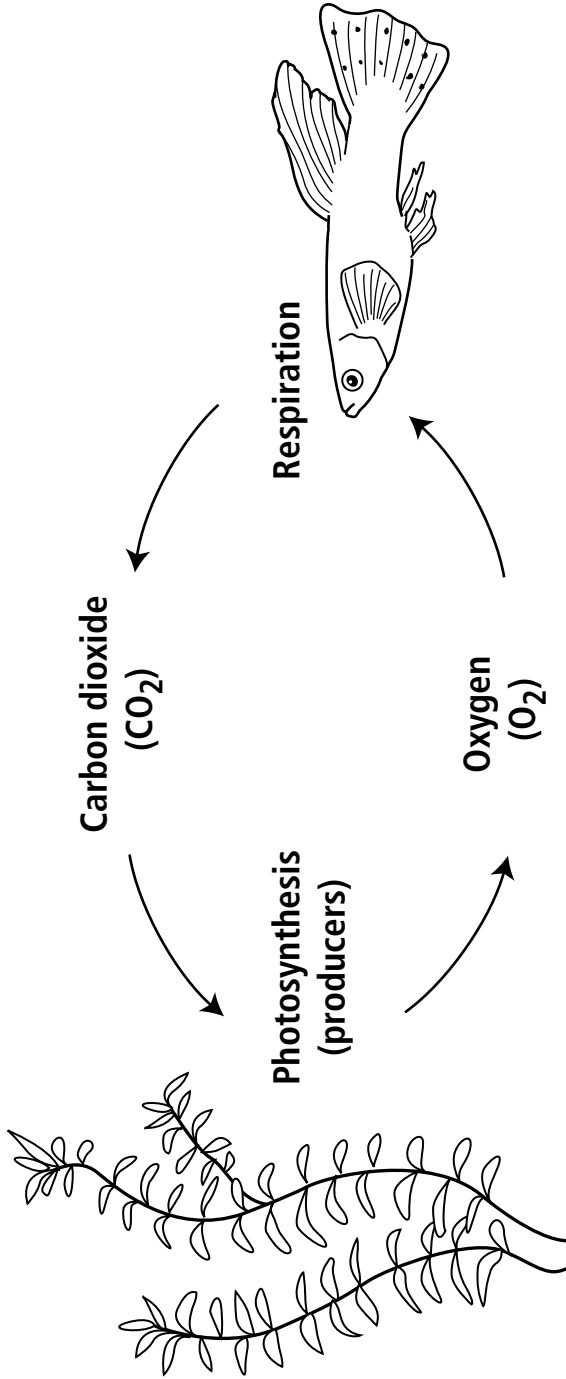 Carbon dioxide
(CO₂)
Photosynthesis
(producers)
Respiration
Oxygen
(O₂)